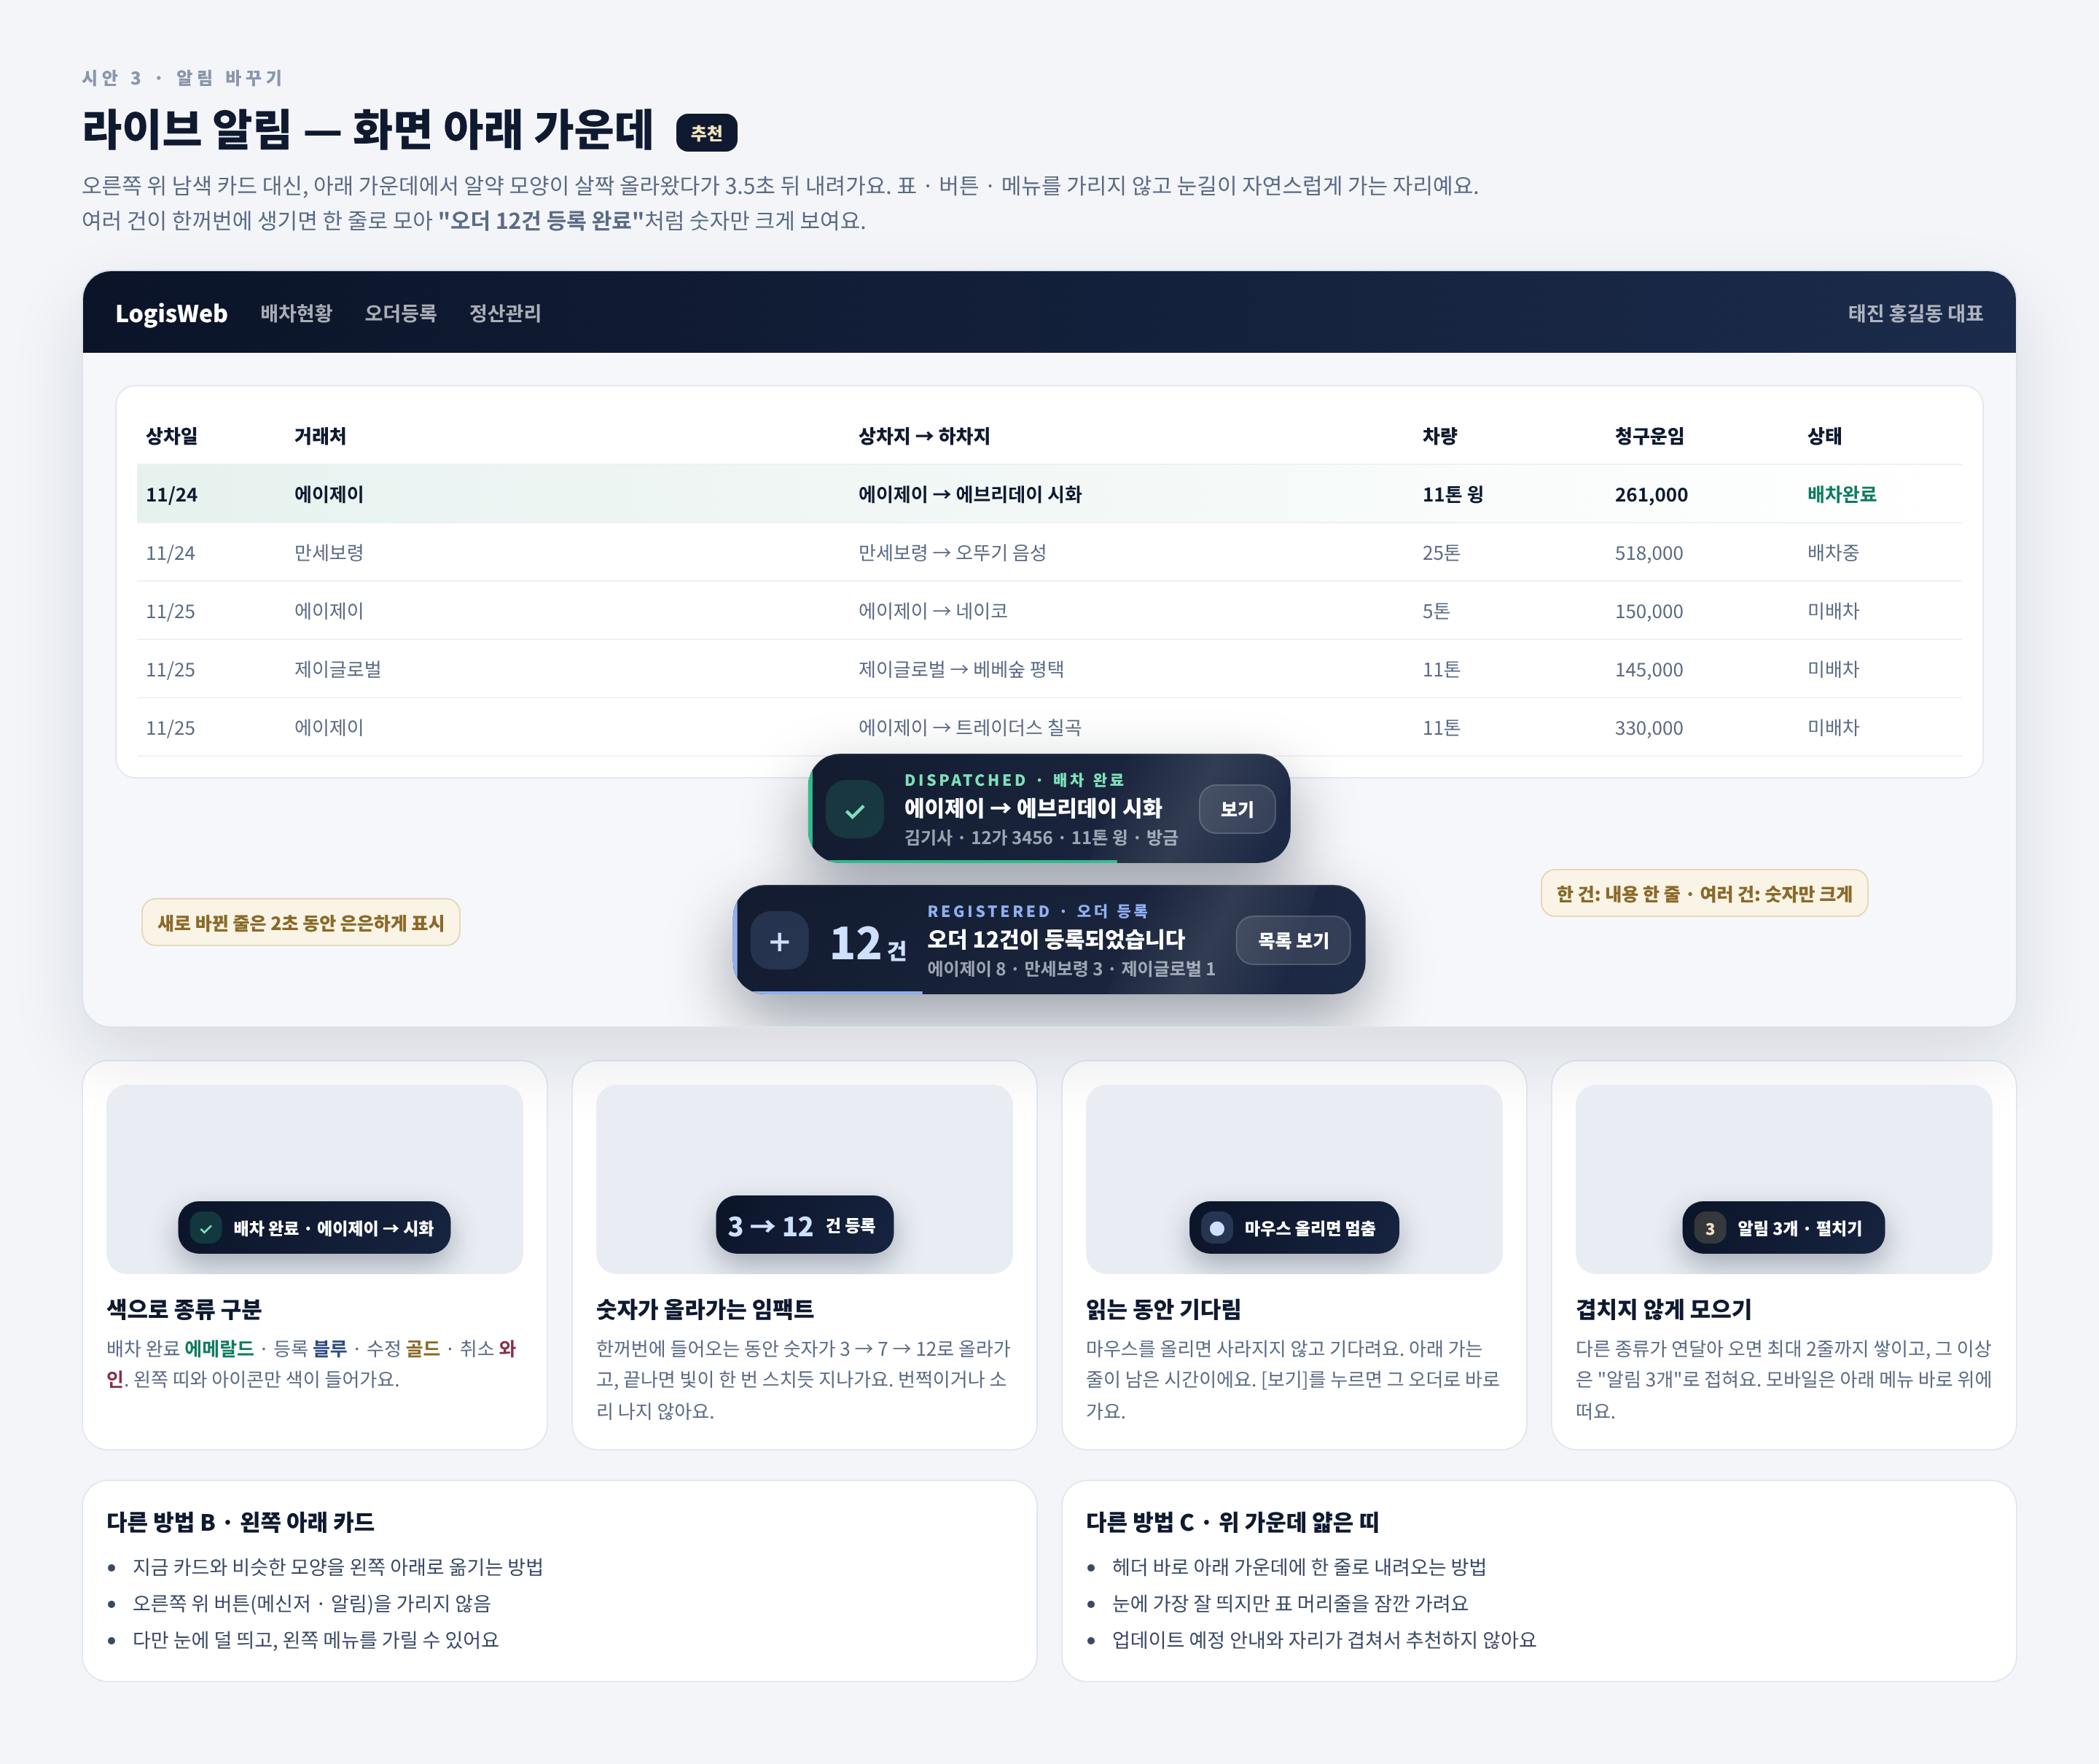 시안 3 · 알림 바꾸기
라이브 알림 — 화면 아래 가운데 추천
오른쪽 위 남색 카드 대신, 아래 가운데에서 알약 모양이 살짝 올라왔다가 3.5초 뒤 내려가요. 표 · 버튼 · 메뉴를 가리지 않고 눈길이 자연스럽게 가는 자리예요.
여러 건이 한꺼번에 생기면 한 줄로 모아 "오더 12건 등록 완료"처럼 숫자만 크게 보여요.
LogisWeb 배차현황 오더등록 정산관리 태진 홍길동 대표
상차일 거래처 상차지 → 하차지 차량 청구운임 상태
11/24 에이제이 에이제이 → 에브리데이 시화 11톤 윙 261,000 배차완료
11/24 만세보령 만세보령 → 오뚜기 음성 25톤 518,000 배차중
11/25 에이제이 에이제이 → 네이코 5톤 150,000 미배차
11/25 제이글로벌 제이글로벌 → 베베숲 평택 11톤 145,000 미배차
11/25 에이제이 에이제이 → 트레이더스 칠곡 11톤 330,000 미배차
DISPATCHED · 배차 완료
에이제이 → 에브리데이 시화
김기사 · 12가 3456 · 11톤 윙 · 방금
보기
새로 바뀐 줄은 2초 동안 은은하게 표시
12건
REGISTERED · 오더 등록
오더 12건이 등록되었습니다
에이제이 8 · 만세보령 3 · 제이글로벌 1
목록 보기
한 건: 내용 한 줄 · 여러 건: 숫자만 크게
배차 완료 · 에이제이 → 시화
색으로 종류 구분
배차 완료 에메랄드 · 등록 블루 · 수정 골드 · 취소 와
인. 왼쪽 띠와 아이콘만 색이 들어가요.
3 → 12 건 등록
숫자가 올라가는 임팩트
한꺼번에 들어오는 동안 숫자가 3 → 7 → 12로 올라가
고, 끝나면 빛이 한 번 스치듯 지나가요. 번쩍이거나 소
리 나지 않아요.
마우스 올리면 멈춤
읽는 동안 기다림
마우스를 올리면 사라지지 않고 기다려요. 아래 가는
줄이 남은 시간이에요. [보기]를 누르면 그 오더로 바로
가요.
3 알림 3개 · 펼치기
겹치지 않게 모으기
다른 종류가 연달아 오면 최대 2줄까지 쌓이고, 그 이상
은 "알림 3개"로 접혀요. 모바일은 아래 메뉴 바로 위에
떠요.
다른 방법 B · 왼쪽 아래 카드
• 지금 카드와 비슷한 모양을 왼쪽 아래로 옮기는 방법
• 오른쪽 위 버튼(메신저 · 알림)을 가리지 않음
• 다만 눈에 덜 띄고, 왼쪽 메뉴를 가릴 수 있어요
다른 방법 C · 위 가운데 얇은 띠
• 헤더 바로 아래 가운데에 한 줄로 내려오는 방법
• 눈에 가장 잘 띄지만 표 머리줄을 잠깐 가려요
• 업데이트 예정 안내와 자리가 겹쳐서 추천하지 않아요